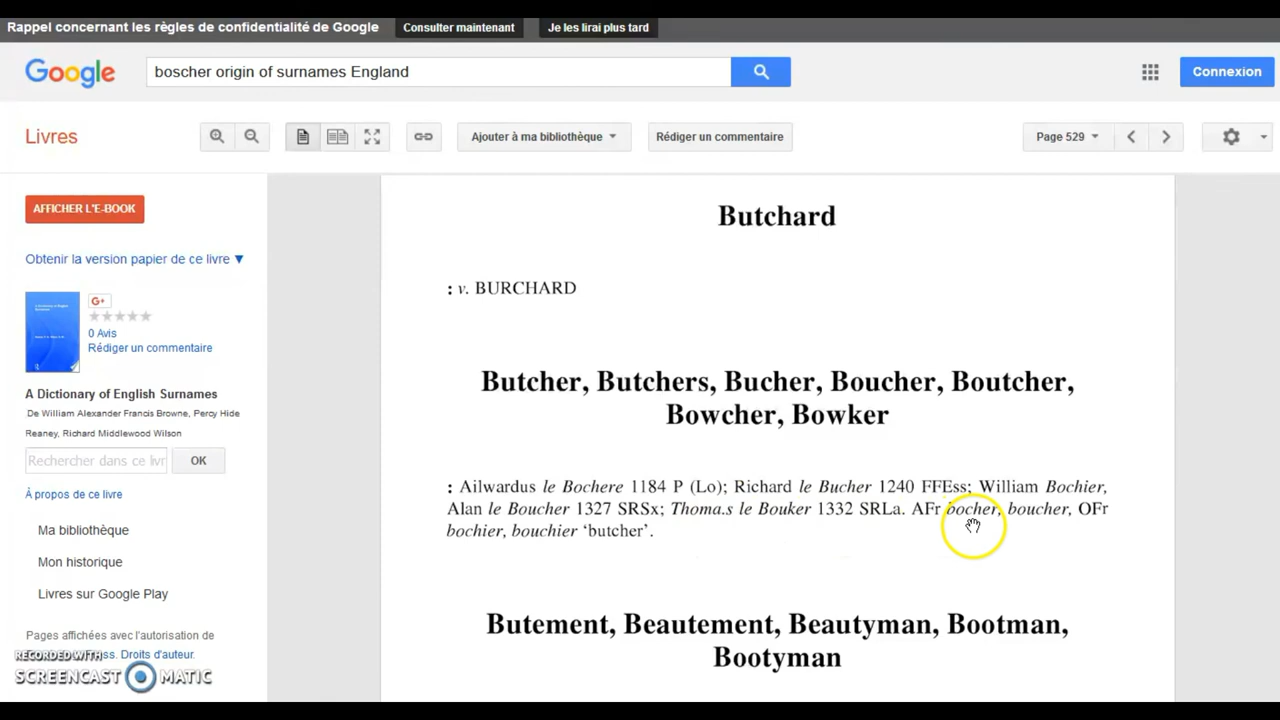 Rappel concernant les règles de confidentialité de Google
Consulter maintenant
Je les lirai plus tard
Google
boscher origin of surnames England
Connexion
Livres
Ajouter à ma bibliothèque
Rédiger un commentaire
Page 529
AFFICHER L'E-BOOK
Obtenir la version papier de ce livre ▼
G+
0 Avis
Rédiger un commentaire
A Dictionary of English Surnames
De William Alexander Francis Browne, Percy Hide
Reaney, Richard Middlewood Wilson
Rechercher dans ce livr
OK
À propos de ce livre
Ma bibliothèque
Mon historique
Livres sur Google Play
Pages affichées avec l'autorisation de
ss. Droits d'auteur.
RECORDED WITH
SCREENCAST MATIC
Butchard
: v. BURCHARD
Butcher, Butchers, Bucher, Boucher, Boutcher,
Bowcher, Bowker
: Ailwardus le Bochere 1184 P (Lo); Richard le Bucher 1240 FFEss; William Bochier,
Alan le Boucher 1327 SRSx; Thoma.s le Bouker 1332 SRLa. AFr bocher, boucher, OFr
bochier, bouchier ‘butcher’.
Butement, Beautement, Beautyman, Bootman,
Bootyman